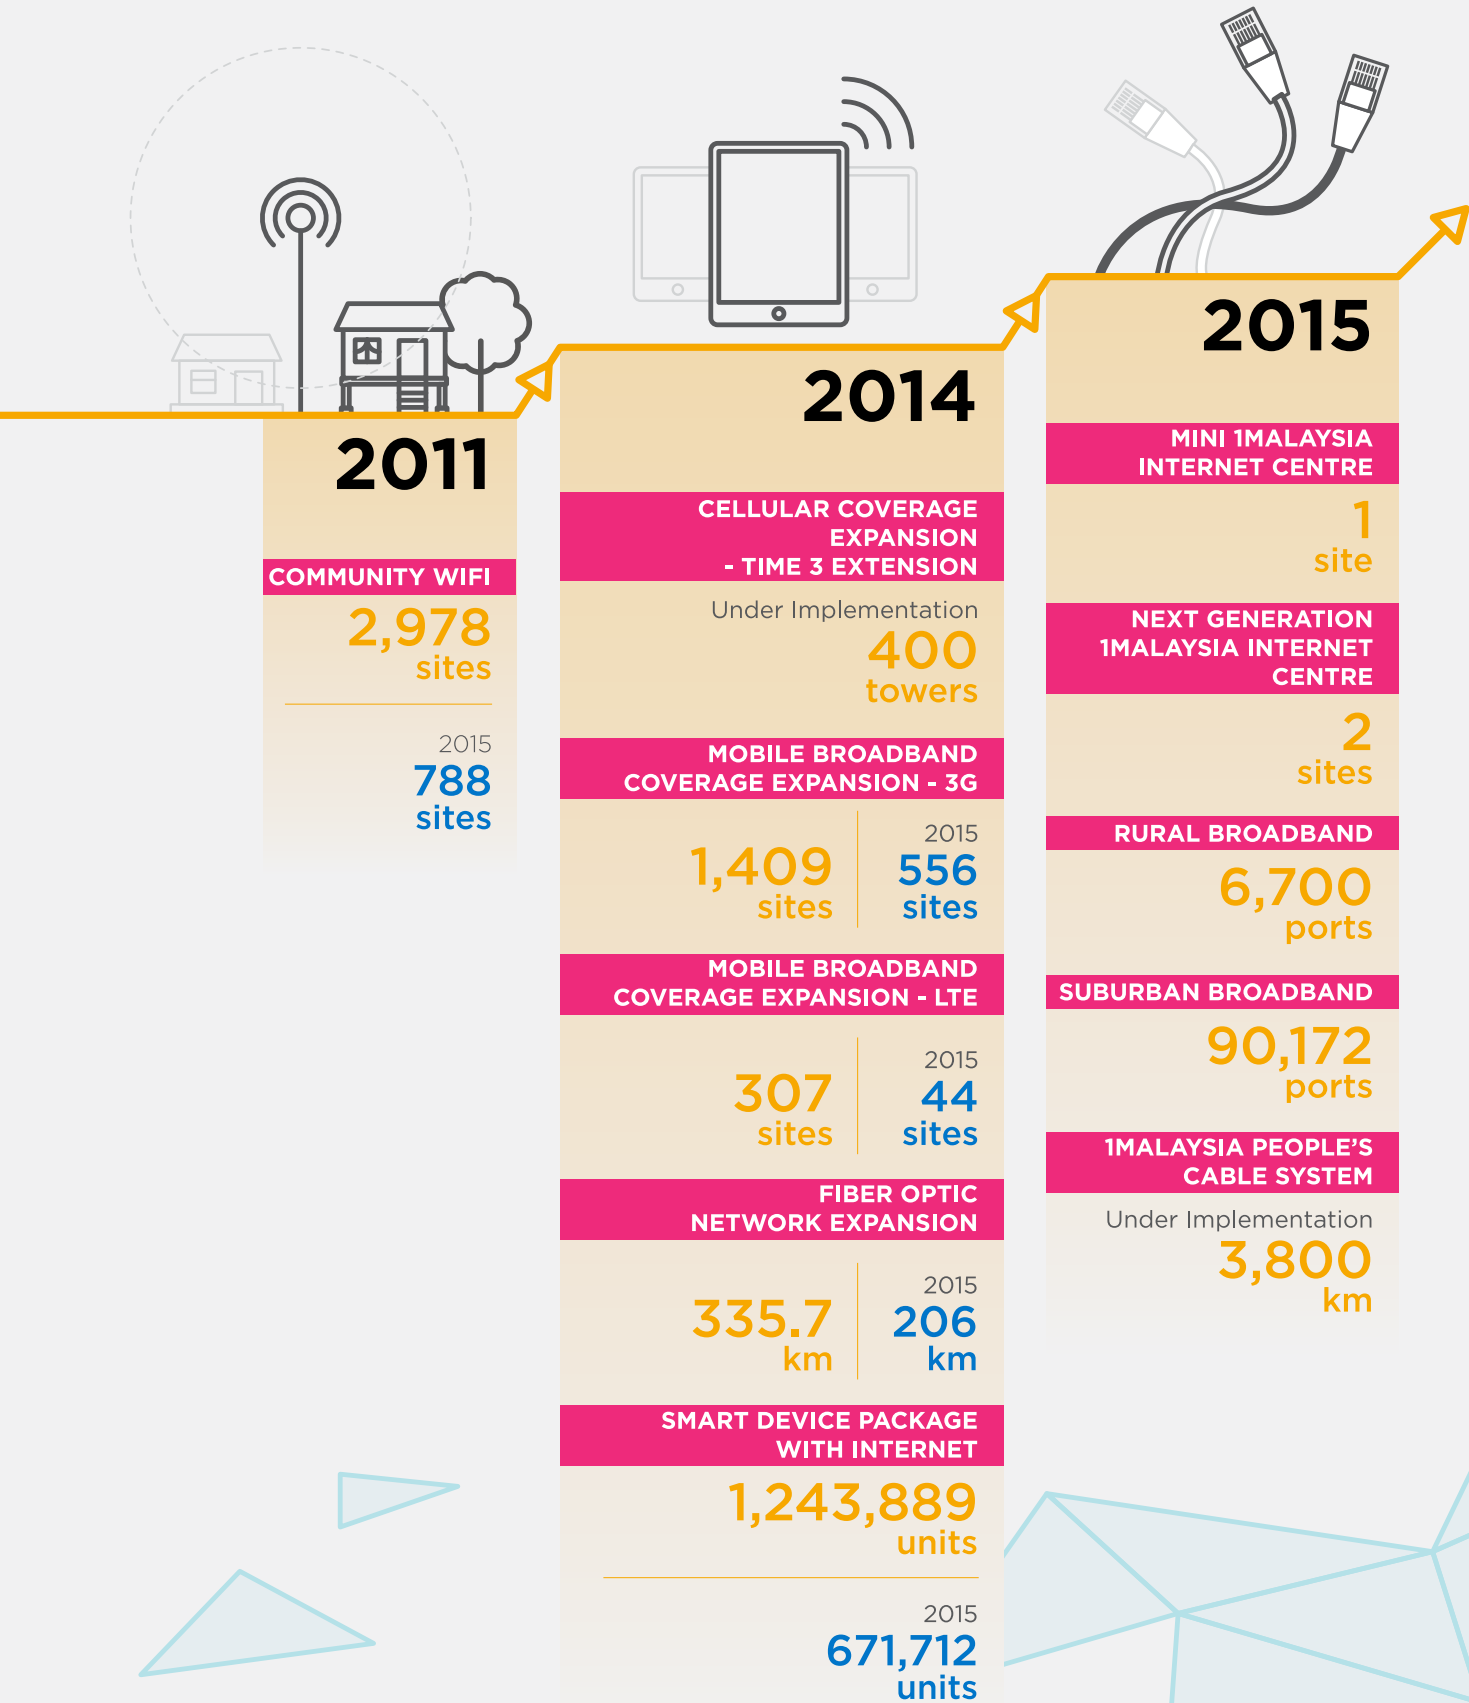 2011
COMMUNITY WIFI
2,978
sites
2015
788
sites
2014
CELLULAR COVERAGE
EXPANSION
- TIME 3 EXTENSION
Under Implementation
400
towers
MOBILE BROADBAND
COVERAGE EXPANSION - 3G
1,409
sites
2015
556
sites
MOBILE BROADBAND
COVERAGE EXPANSION - LTE
307
sites
2015
44
sites
FIBER OPTIC
NETWORK EXPANSION
335.7
km
2015
206
km
SMART DEVICE PACKAGE
WITH INTERNET
1,243,889
units
2015
671,712
units
2015
MINI 1MALAYSIA
INTERNET CENTRE
1
site
NEXT GENERATION
1MALAYSIA INTERNET
CENTRE
2
sites
RURAL BROADBAND
6,700
ports
SUBURBAN BROADBAND
90,172
ports
1MALAYSIA PEOPLE'S
CABLE SYSTEM
Under Implementation
3,800
km